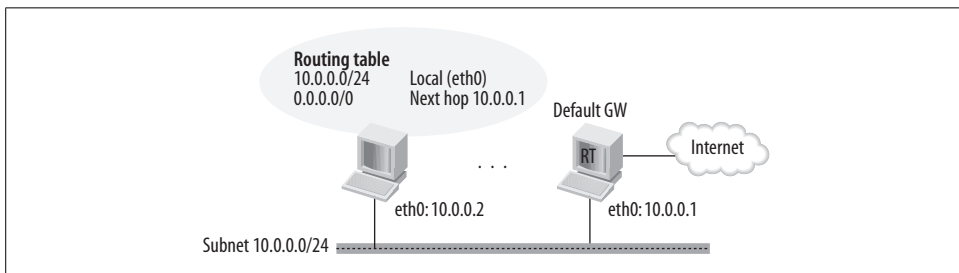 Routing table
10.0.0.0/24 Local (eth0)
0.0.0.0/0 Next hop 10.0.0.1
Default GW
RT
Internet
. . .
eth0: 10.0.0.2
eth0: 10.0.0.1
Subnet 10.0.0.0/24